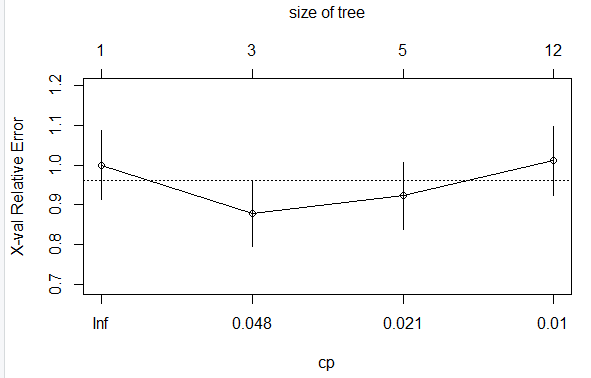 size of tree
1 3 5 12
1.2
1.1
1.0
0.9
0.8
0.7
X-val Relative Error
Inf 0.048 0.021 0.01
cp